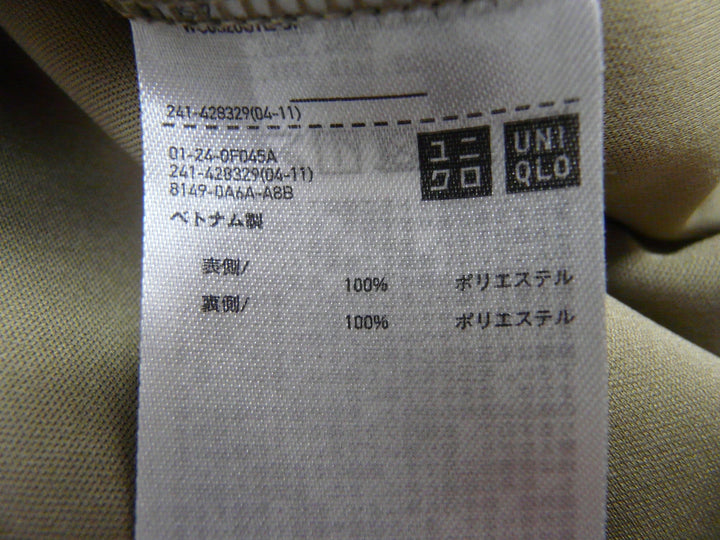 241-428329(04-11)
01-24-0F045A
241-428329(04-11)
8149-0A6A-A8B
ユニ
クロ
UNI
QLO
ベトナム製
表側/
100% ポリエステル
裏側/
100% ポリエステル